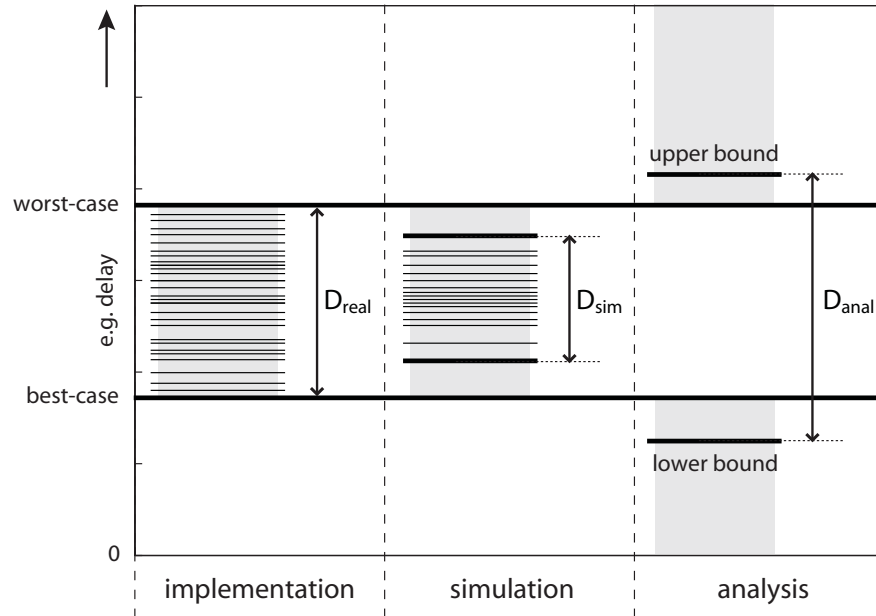 upper bound
worst-case
e.g. delay
D_real
D_sim
D_anal
best-case
lower bound
0
implementation
simulation
analysis